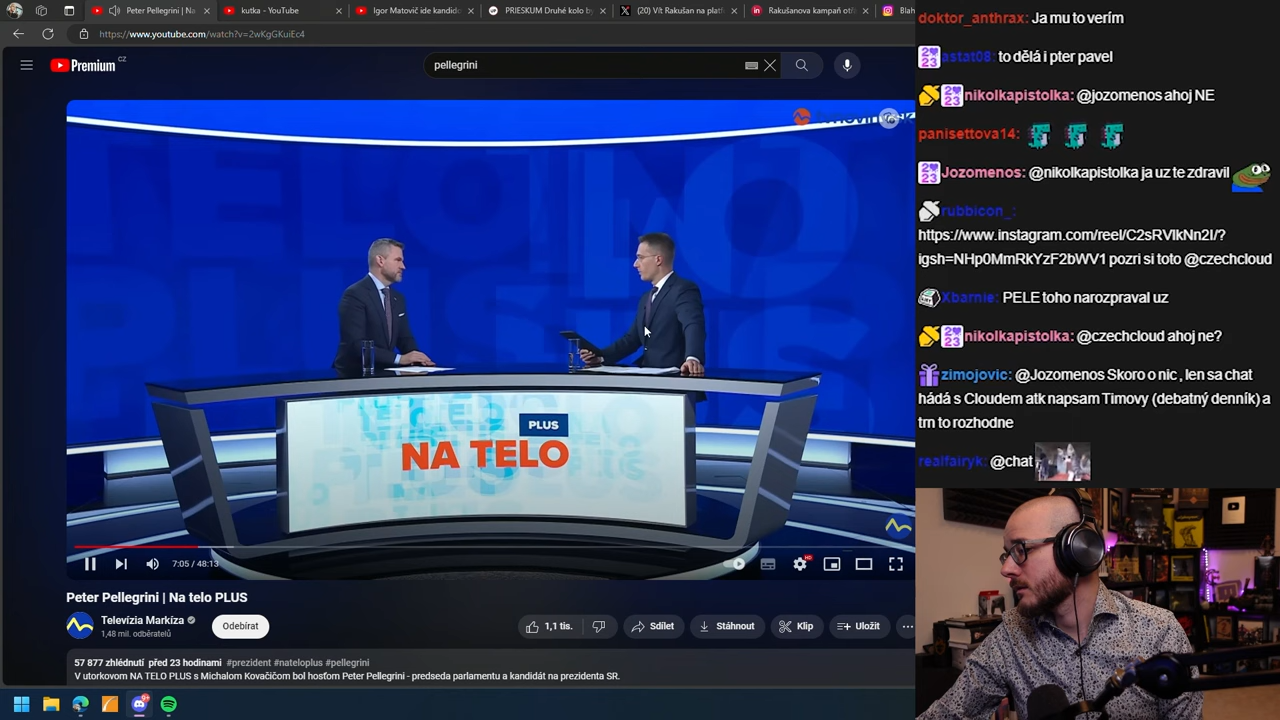 Peter Pellegrini | Na
kutka - YouTube
Igor Matovič ide kandido
PRIESKUM Druhé kolo by
(20) Vít Rakušan na platf
Rakušanova kampaň otř
Blah
https://www.youtube.com/watch?v=2wKgGKuiEc4
Premium CZ
pellegrini
PLUS
NA TELO
7:05 / 48:13
Peter Pellegrini | Na telo PLUS
Televízia Markíza
1,48 mil. odběratelů
Odebírat
1,1 tis.
Sdílet
Stáhnout
Klip
Uložit
57 877 zhlédnutí před 23 hodinami #prezident #nateloplus #pellegrini
V utorkovom NA TELO PLUS s Michalom Kovačičom bol hosťom Peter Pellegrini - predseda parlamentu a kandidát na prezidenta SR.
doktor_anthrax: Ja mu to verím
astat08: to dělá i pter pavel
nikolkapistolka: @jozomenos ahoj NE
panisettova14:
Jozomenos: @nikolkapistolka ja uz te zdravil
rubbicon_:
https://www.instagram.com/reel/C2sRVlkNn2I/?
igsh=NHp0MmRkYzF2bWV1 pozri si toto @czechcloud
Xbarnie: PELE toho narozpraval uz
nikolkapistolka: @czechcloud ahoj ne?
zimojovic: @Jozomenos Skoro o nic , len sa chat
hádá s Cloudem atk napsam Timovy (debatný denník) a
tm to rozhodne
realfairyk: @chat